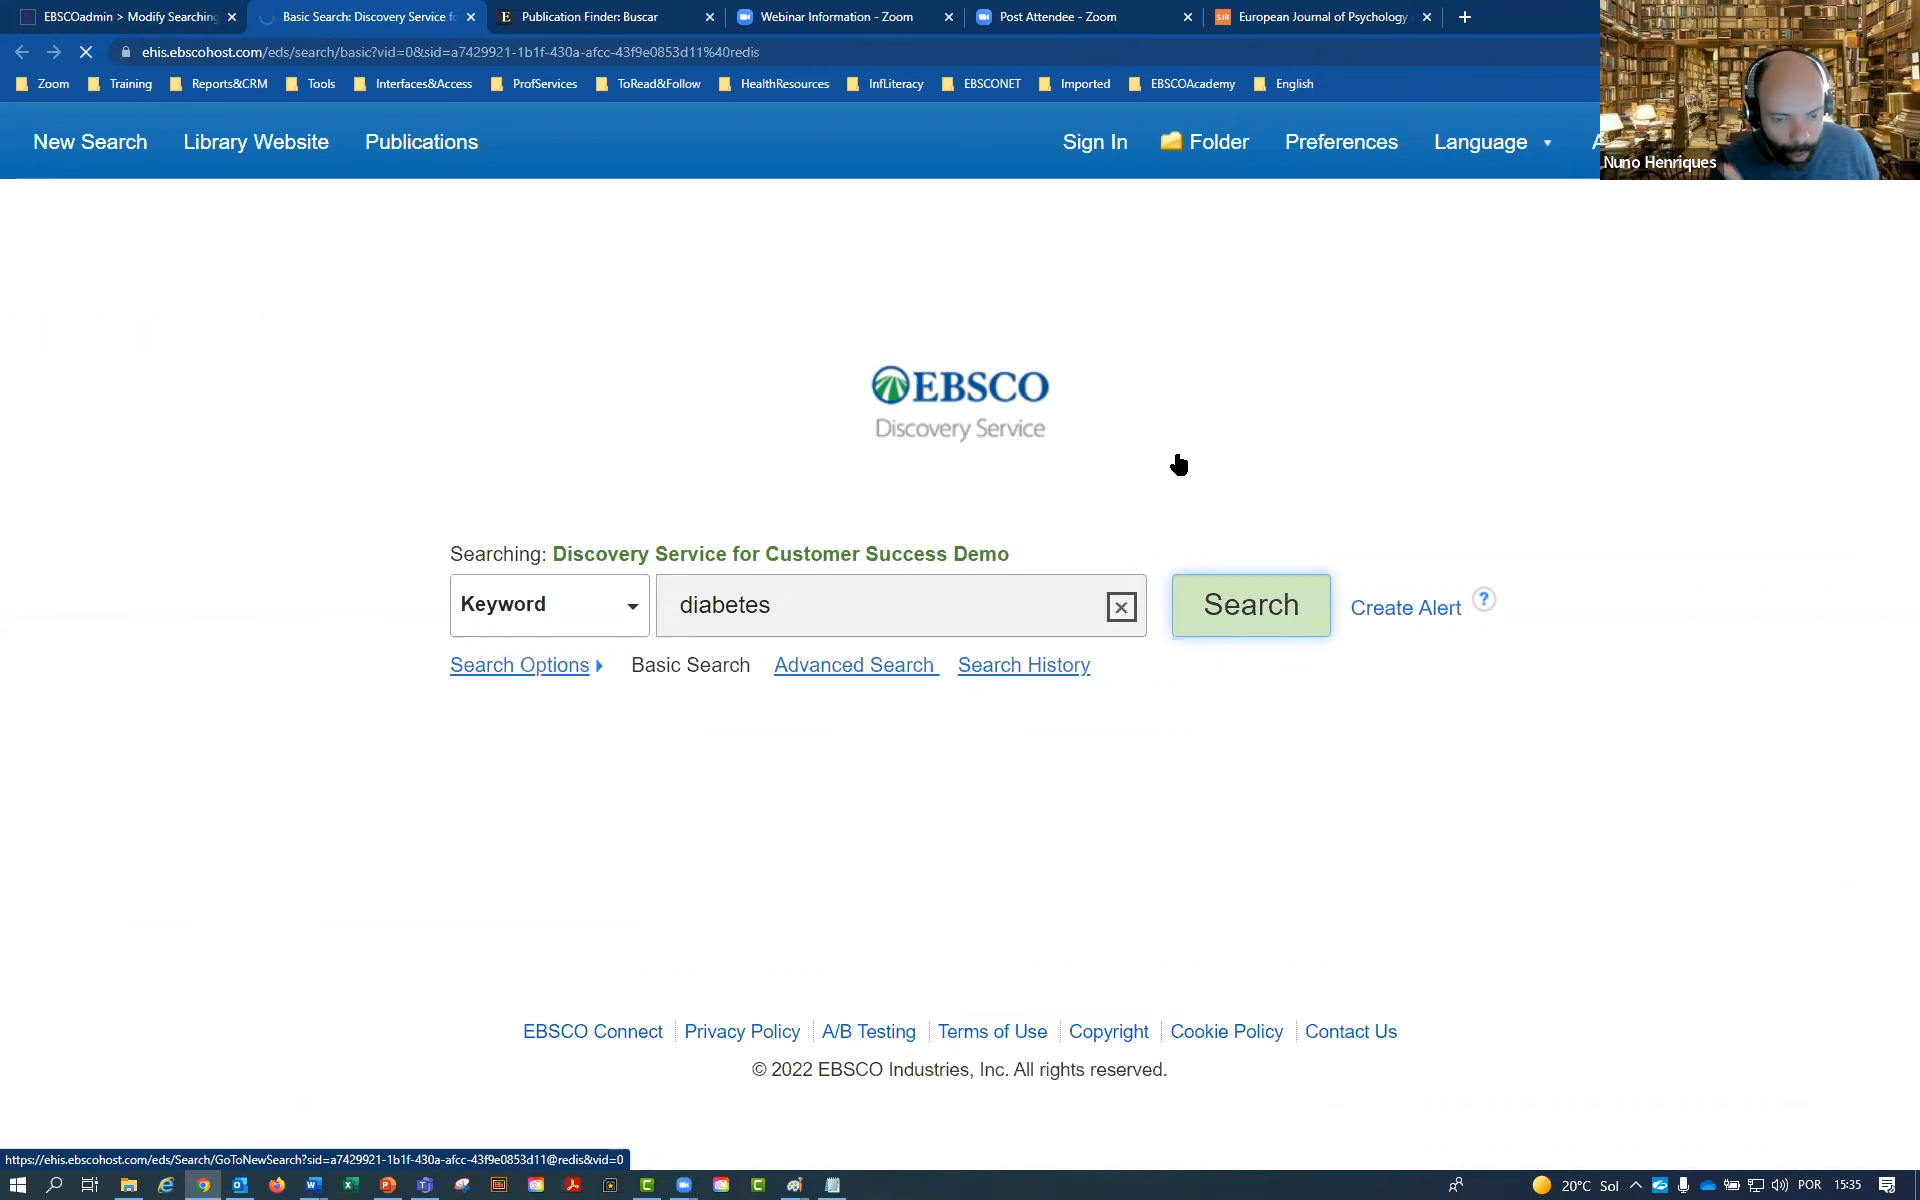 EBSCOadmin > Modify Searching
Basic Search: Discovery Service fo
Publication Finder: Buscar
Webinar Information - Zoom
Post Attendee - Zoom
SJR European Journal of Psychology
ehis.ebscohost.com/eds/search/basic?vid=0&sid=a7429921-1b1f-430a-afcc-43f9e0853d11%40redis
Zoom Training Reports&CRM Tools Interfaces&Access ProfServices ToRead&Follow HealthResources InfLiteracy EBSCONET Imported EBSCOAcademy English
New Search Library Website Publications Sign In Folder Preferences Language
Nuno Henriques
EBSCO
Discovery Service
Searching: Discovery Service for Customer Success Demo
Keyword diabetes Search Create Alert ?
Search Options Basic Search Advanced Search Search History
EBSCO Connect Privacy Policy A/B Testing Terms of Use Copyright Cookie Policy Contact Us
© 2022 EBSCO Industries, Inc. All rights reserved.
https://ehis.ebscohost.com/eds/Search/GoToNewSearch?sid=a7429921-1b1f-430a-afcc-43f9e0853d11@redis&vid=0
20°C Sol POR 15:35